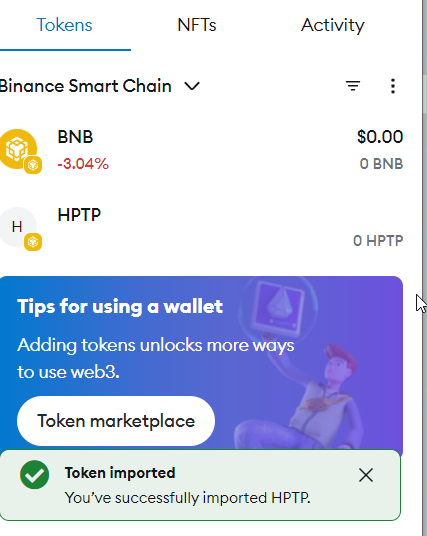 Tokens
NFTs
Activity
Binance Smart Chain
BNB
$0.00
-3.04%
0 BNB
H
HPTP
0 HPTP
Tips for using a wallet
Adding tokens unlocks more ways
to use web3.
Token marketplace
Token imported
You’ve successfully imported HPTP.